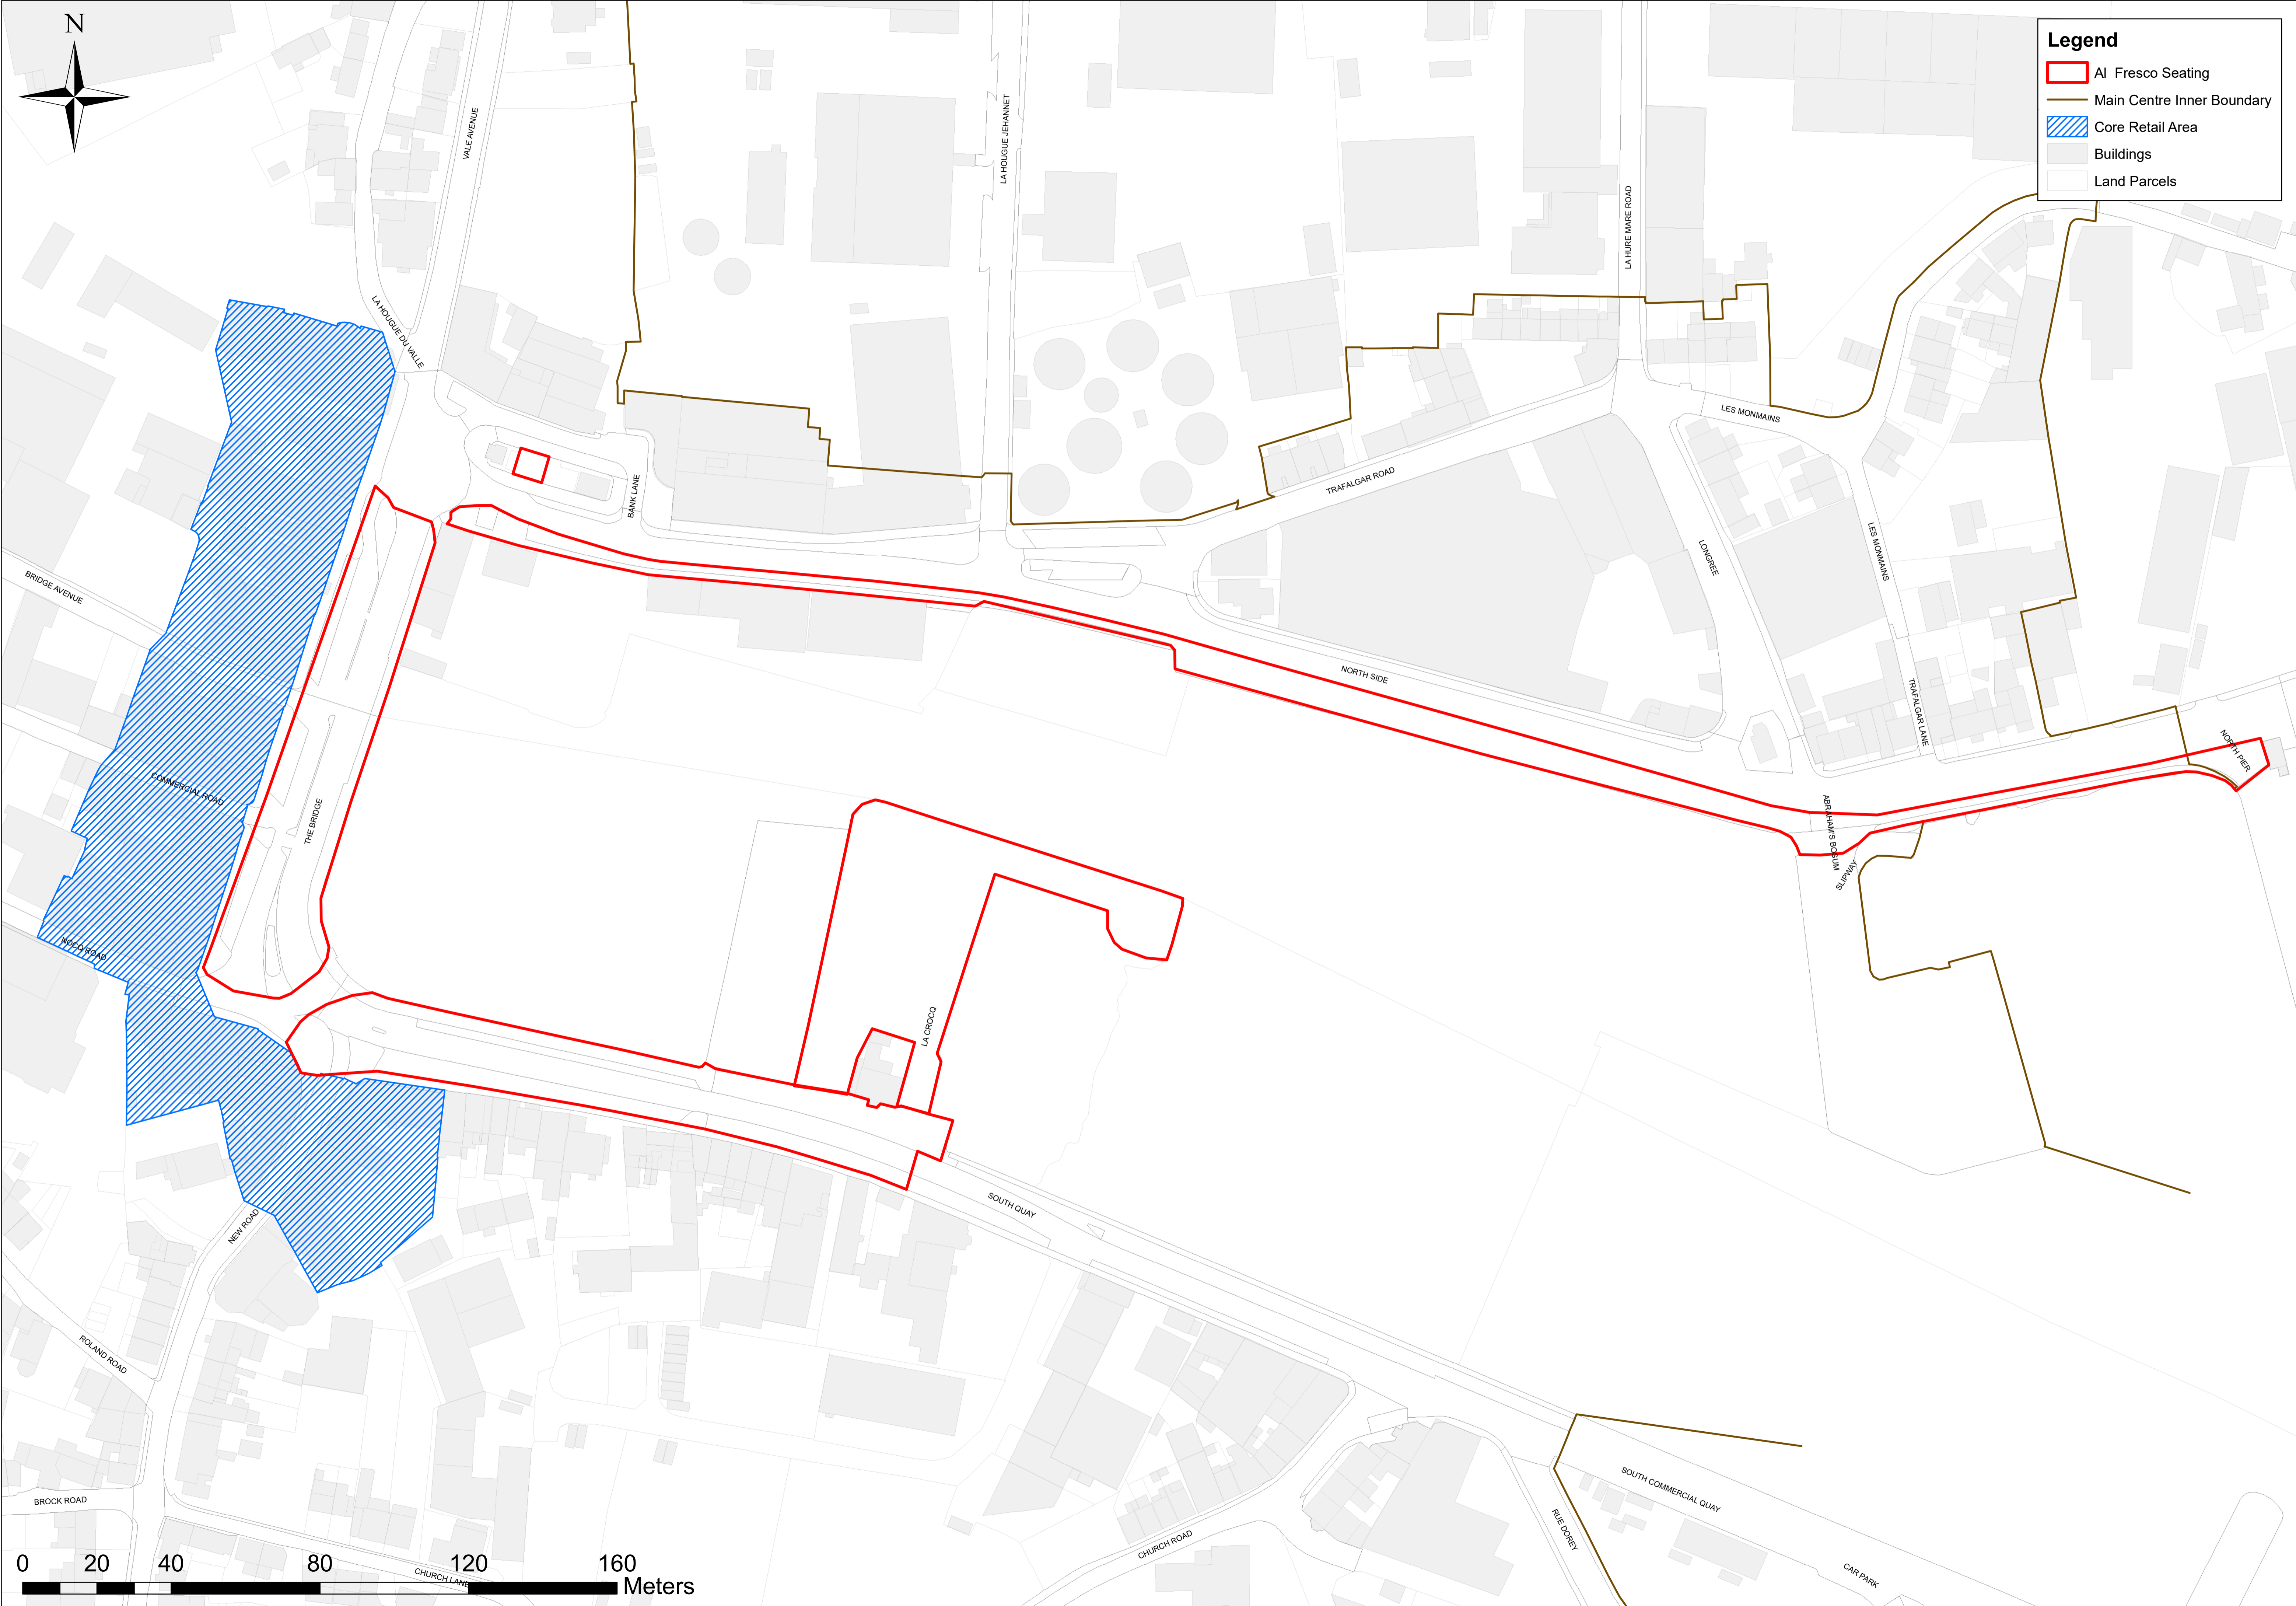 N
Legend
Al  Fresco Seating
Main Centre Inner Boundary
Core Retail Area
Buildings
Land Parcels
VALE AVENUE
LA HOUGUE JEHANNET
LA HURE MARE ROAD
LA HOUGUE DU VALLE
LES MONMAINS
TRAFALGAR ROAD
BANK LANE
LONGREE
LES MONMAINS
BRIDGE AVENUE
NORTH SIDE
TRAFALGAR LANE
NORTH PIER
COMMERCIAL ROAD
THE BRIDGE
ABRAHAM'S BOSUM
SLIPWAY
NOCQ ROAD
LA CROCQ
SOUTH QUAY
NEW ROAD
ROLAND ROAD
BROCK ROAD
SOUTH COMMERCIAL QUAY
RUE DOREY
CHURCH ROAD
CAR PARK
CHURCH LANE
0 20 40 80 120 160
Meters